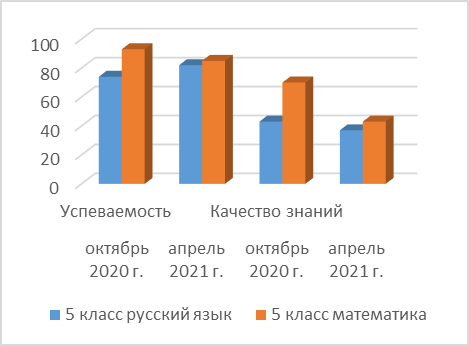 100
80
60
40
20
0
Успеваемость Качество знаний
октябрь апрель октябрь апрель
2020 г. 2021 г. 2020 г. 2021 г.
5 класс русский язык 5 класс математика